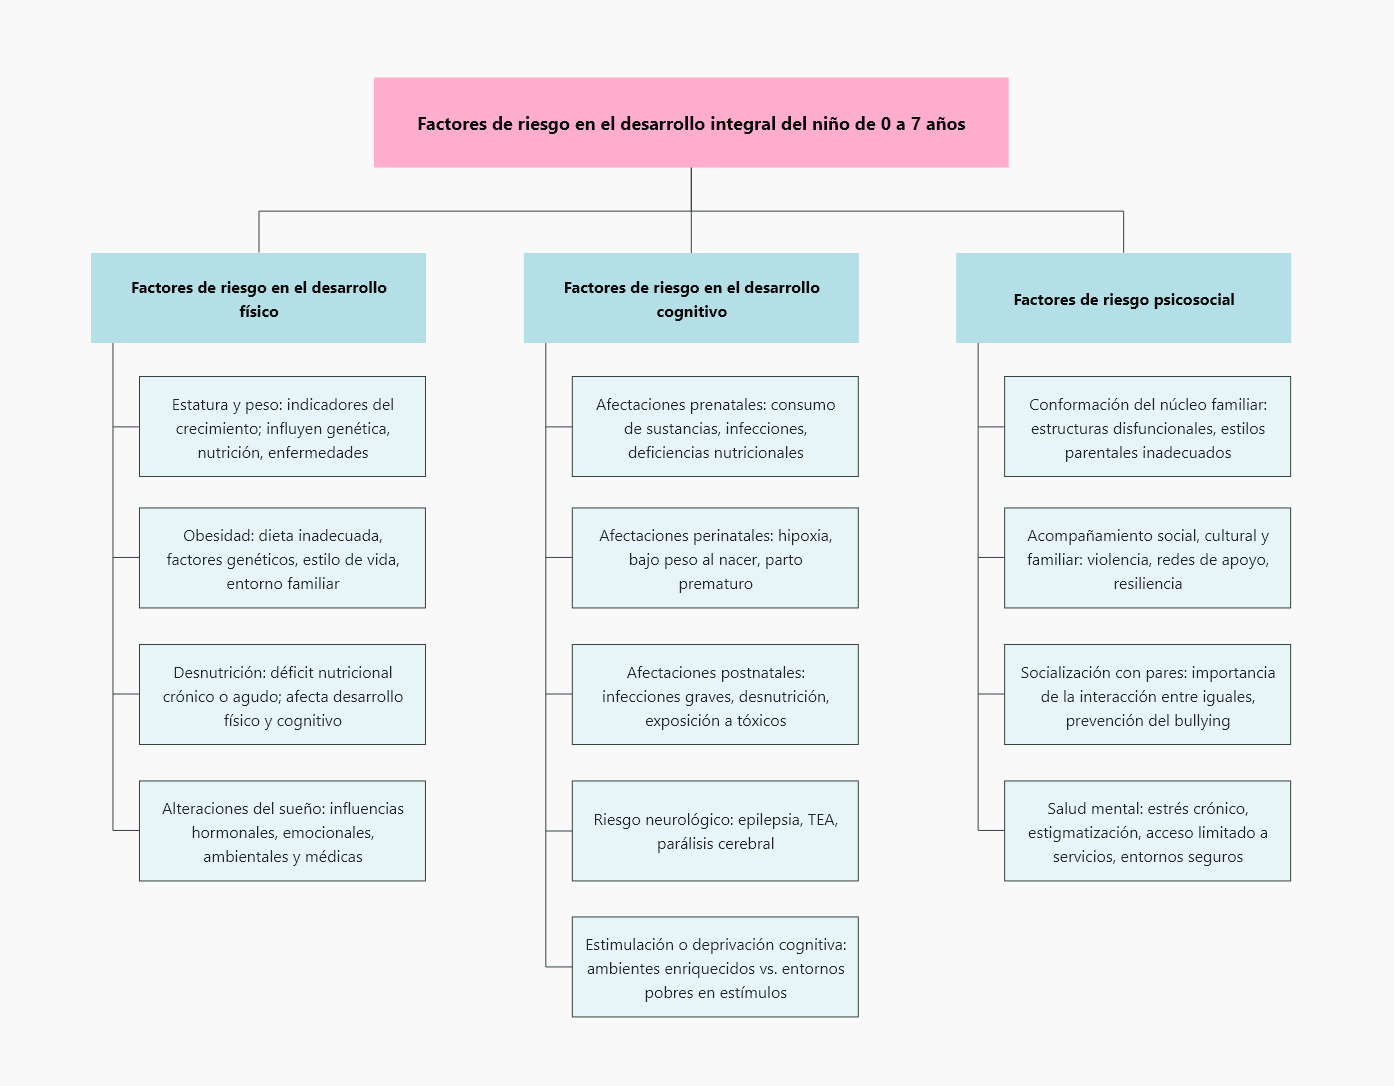 Factores de riesgo en el desarrollo integral del niño de 0 a 7 años
Factores de riesgo en el desarrollo
físico
Estatura y peso: indicadores del
crecimiento; influyen genética,
nutrición, enfermedades
Obesidad: dieta inadecuada,
factores genéticos, estilo de vida,
entorno familiar
Desnutrición: déficit nutricional
crónico o agudo; afecta desarrollo
físico y cognitivo
Alteraciones del sueño: influencias
hormonales, emocionales,
ambientales y médicas
Factores de riesgo en el desarrollo
cognitivo
Afectaciones prenatales: consumo
de sustancias, infecciones,
deficiencias nutricionales
Afectaciones perinatales: hipoxia,
bajo peso al nacer, parto
prematuro
Afectaciones postnatales:
infecciones graves, desnutrición,
exposición a tóxicos
Riesgo neurológico: epilepsia, TEA,
parálisis cerebral
Estimulación o deprivación cognitiva:
ambientes enriquecidos vs. entornos
pobres en estímulos
Factores de riesgo psicosocial
Conformación del núcleo familiar:
estructuras disfuncionales, estilos
parentales inadecuados
Acompañamiento social, cultural y
familiar: violencia, redes de apoyo,
resiliencia
Socialización con pares: importancia
de la interacción entre iguales,
prevención del bullying
Salud mental: estrés crónico,
estigmatización, acceso limitado a
servicios, entornos seguros